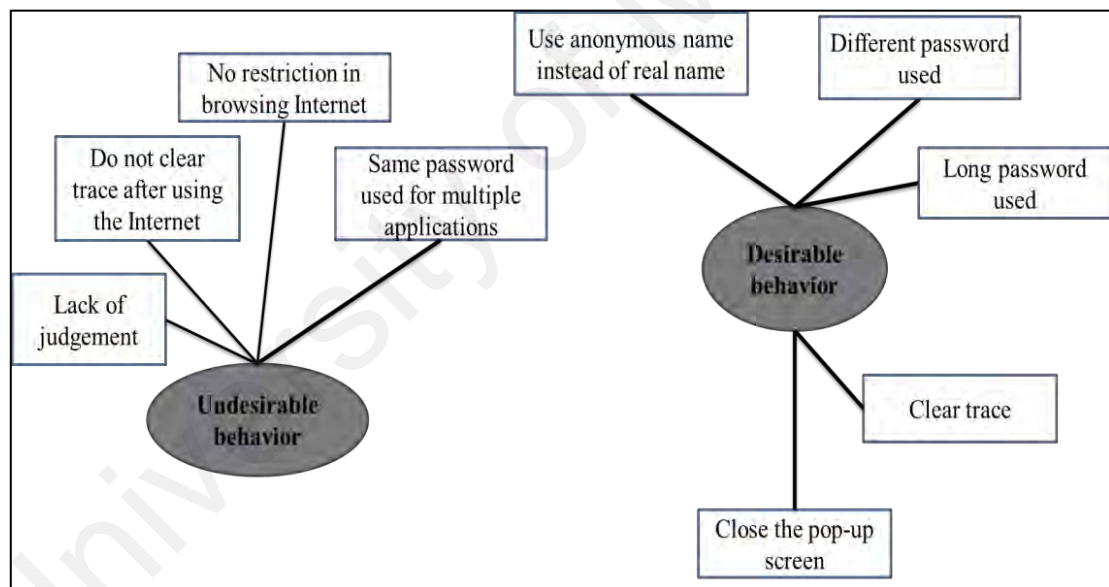 No restriction in
browsing Internet
Do not clear
trace after using
the Internet
Same password
used for multiple
applications
Lack of
judgement
Undesirable
behavior
Use anonymous name
instead of real name
Different password
used
Long password
used
Desirable
behavior
Clear trace
Close the pop-up
screen
University of